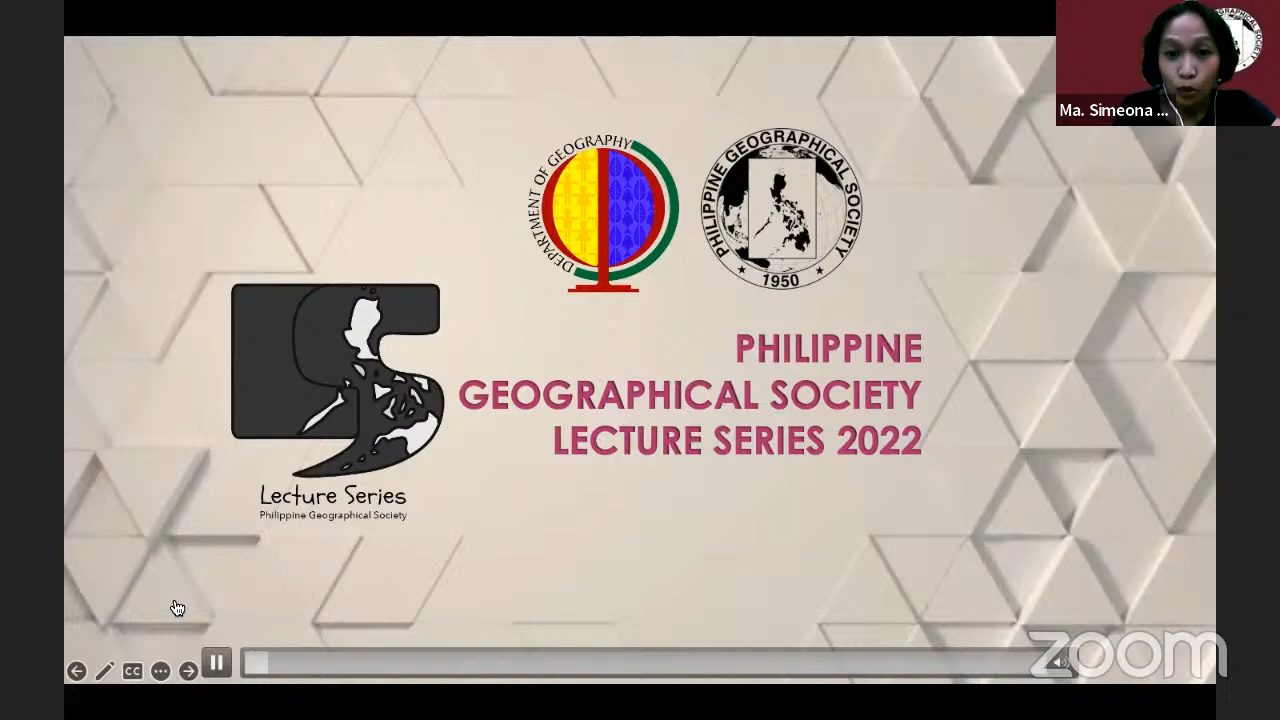 Ma. Simeona ...
DEPARTMENT OF GEOGRAPHY
PHILIPPINE GEOGRAPHICAL SOCIETY
1950
PHILIPPINE
GEOGRAPHICAL SOCIETY
LECTURE SERIES 2022
Lecture Series
Philippine Geographical Society
CC
zoom